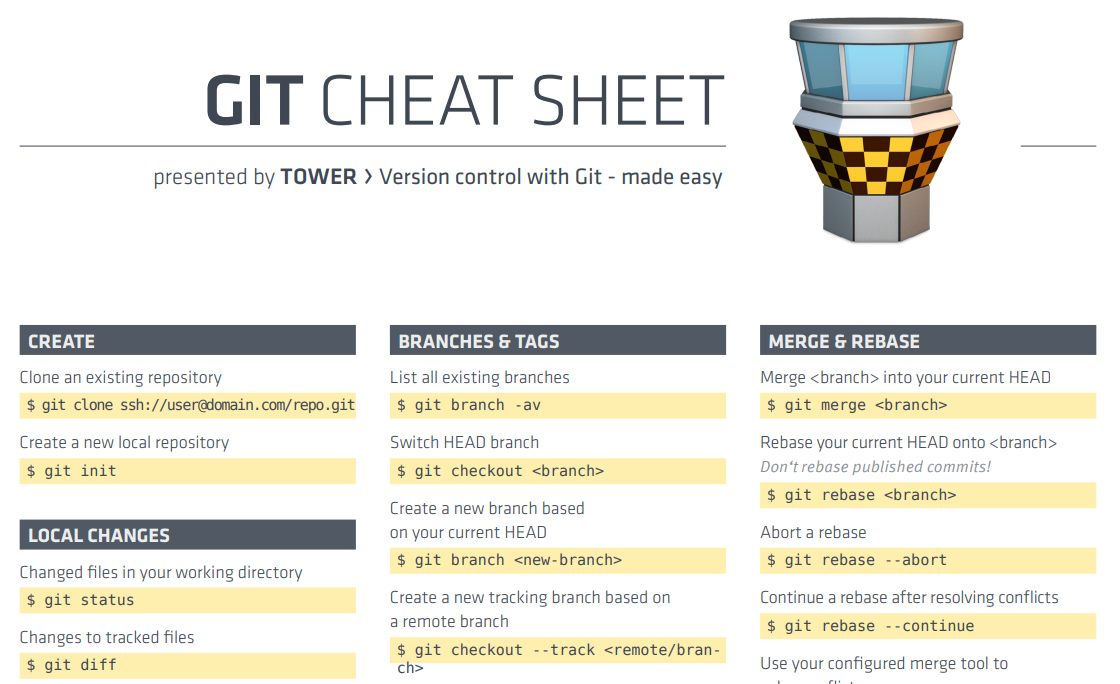 GIT CHEAT SHEET
presented by TOWER › Version control with Git - made easy
CREATE
Clone an existing repository
$ git clone ssh://user@domain.com/repo.git
Create a new local repository
$ git init
LOCAL CHANGES
Changed files in your working directory
$ git status
Changes to tracked files
$ git diff
BRANCHES & TAGS
List all existing branches
$ git branch -av
Switch HEAD branch
$ git checkout <branch>
Create a new branch based
on your current HEAD
$ git branch <new-branch>
Create a new tracking branch based on
a remote branch
$ git checkout --track <remote/bran-
ch>
MERGE & REBASE
Merge <branch> into your current HEAD
$ git merge <branch>
Rebase your current HEAD onto <branch>
Don‘t rebase published commits!
$ git rebase <branch>
Abort a rebase
$ git rebase --abort
Continue a rebase after resolving conflicts
$ git rebase --continue
Use your configured merge tool to